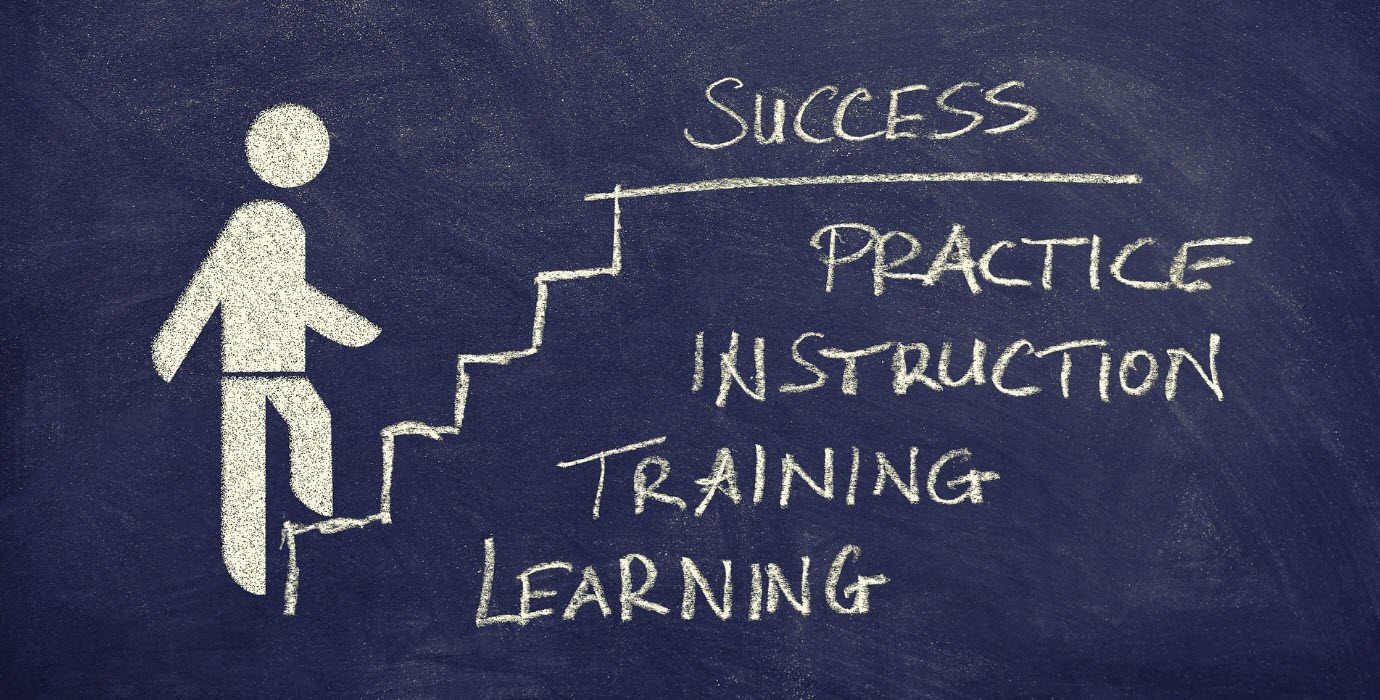 SUCCESS
PRACTICE
INSTRUCTION
TRAINING
LEARNING